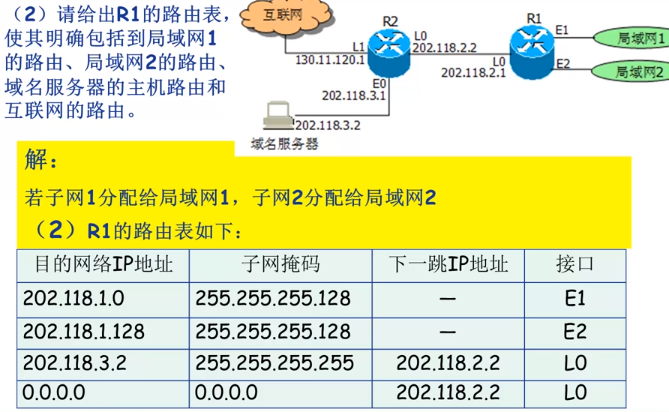 （2）请给出R1的路由表，
使其明确包括到局域网1
的路由、局域网2的路由、
域名服务器的主机路由和
互联网的路由。
互联网
R2
R1
E1
局域网1
L1
L0
202.118.2.2
130.11.120.1
L0
202.118.2.1
E2
局域网2
E0
202.118.3.1
202.118.3.2
域名服务器
解：
若子网1分配给局域网1，子网2分配给局域网2
（2）R1的路由表如下：
目的网络IP地址 子网掩码 下一跳IP地址 接口
202.118.1.0 255.255.255.128 — E1
202.118.1.128 255.255.255.128 — E2
202.118.3.2 255.255.255.255 202.118.2.2 L0
0.0.0.0 0.0.0.0 202.118.2.2 L0